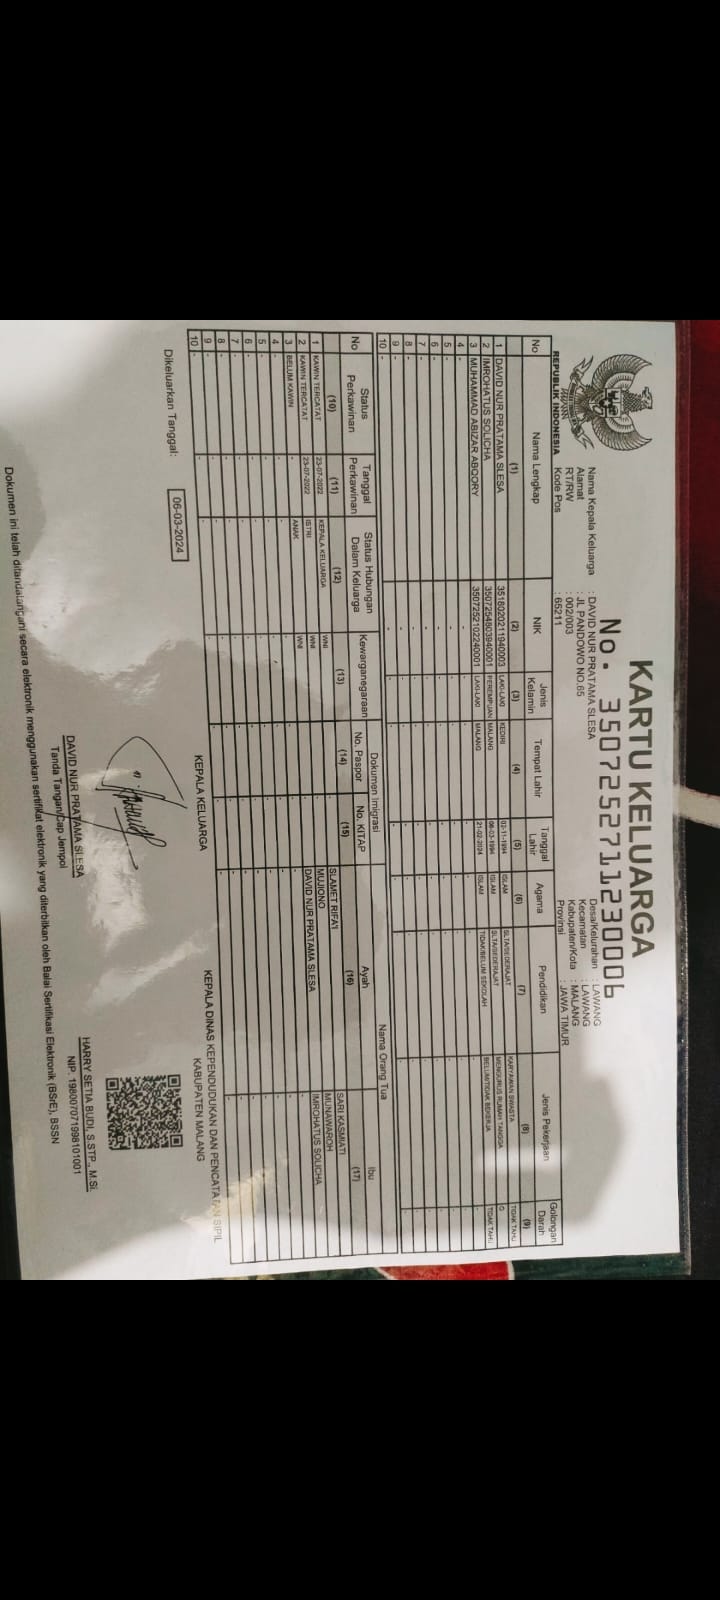 KARTU KELUARGA
No. 3507252711230006
REPUBLIK INDONESIA
Nama Kepala Keluarga : DAVID NUR PRATAMA SLESA
Alamat : JL PANDOWO NO.65
RT/RW : 002/003
Kode Pos : 65211
Desa/Kelurahan : LAWANG
Kecamatan : LAWANG
Kabupaten/Kota : MALANG
Provinsi : JAWA TIMUR
No Nama Lengkap NIK Jenis Kelamin Tempat Lahir Tanggal Lahir Agama Pendidikan Jenis Pekerjaan Golongan Darah
(1) (2) (3) (4) (5) (6) (7) (8) (9)
1 DAVID NUR PRATAMA SLESA 3518020211940003 LAKI-LAKI KEDIRI 02-11-1994 ISLAM SLTA/SEDERAJAT KARYAWAN SWASTA TIDAK TAHU
2 IMROHATUS SOLICHA 3507254803940001 PEREMPUAN MALANG 08-03-1994 ISLAM SLTA/SEDERAJAT MENGURUS RUMAH TANGGA O
3 MUHAMMAD ABIZAR ABQORY 3507252102240001 LAKI-LAKI MALANG 21-02-2024 ISLAM TIDAK/BELUM SEKOLAH BELUM/TIDAK BEKERJA TIDAK TAHU
4 - - - - - - - - -
5 - - - - - - - - -
6 - - - - - - - - -
7 - - - - - - - - -
8 - - - - - - - - -
9 - - - - - - - - -
10 - - - - - - - - -
No Status Perkawinan Tanggal Perkawinan Status Hubungan Dalam Keluarga Kewarganegaraan Dokumen Imigrasi Nama Orang Tua
No. Paspor No. KITAP Ayah Ibu
(10) (11) (12) (13) (14) (15) (16) (17)
1 KAWIN TERCATAT 23-07-2022 KEPALA KELUARGA WNI - - SLAMET RIFA'I SARI KASMIATI
2 KAWIN TERCATAT 23-07-2022 ISTRI WNI - - MUJIONO MUNAWAROH
3 BELUM KAWIN - ANAK WNI - - DAVID NUR PRATAMA SLESA IMROHATUS SOLICHA
4 - - - - - - - -
5 - - - - - - - -
6 - - - - - - - -
7 - - - - - - - -
8 - - - - - - - -
9 - - - - - - - -
10 - - - - - - - -
Dikeluarkan Tanggal : 06-03-2024
KEPALA KELUARGA
DAVID NUR PRATAMA SLESA
Tanda Tangan/Cap Jempol
KEPALA DINAS KEPENDUDUKAN DAN PENCATATAN SIPIL
KABUPATEN MALANG
HARRY SETIA BUDI, S.STP., M.Si.
NIP. 198007071998101001
Dokumen ini telah ditandatangani secara elektronik menggunakan sertifikat elektronik yang diterbitkan oleh Balai Sertifikasi Elektronik (BSrE), BSSN